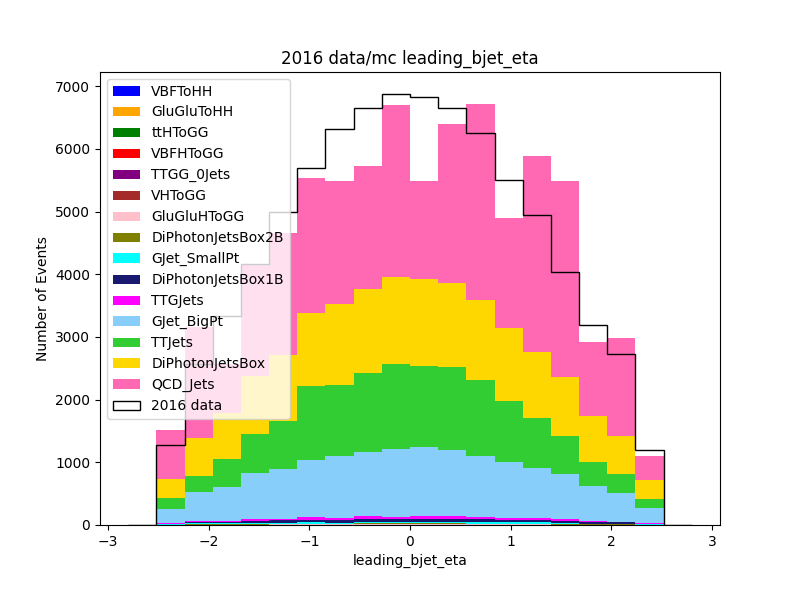 2016 data/mc leading_bjet_eta
Number of Events
7000
6000
5000
4000
3000
2000
1000
0
VBFToHH
GluGluToHH
ttHToGG
VBFHToGG
TTGG_0Jets
VHToGG
GluGluHToGG
DiPhotonJetsBox2B
GJet_SmallPt
DiPhotonJetsBox1B
TTGJets
GJet_BigPt
TTJets
DiPhotonJetsBox
QCD_Jets
2016 data
−3 −2 −1 0 1 2 3
leading_bjet_eta